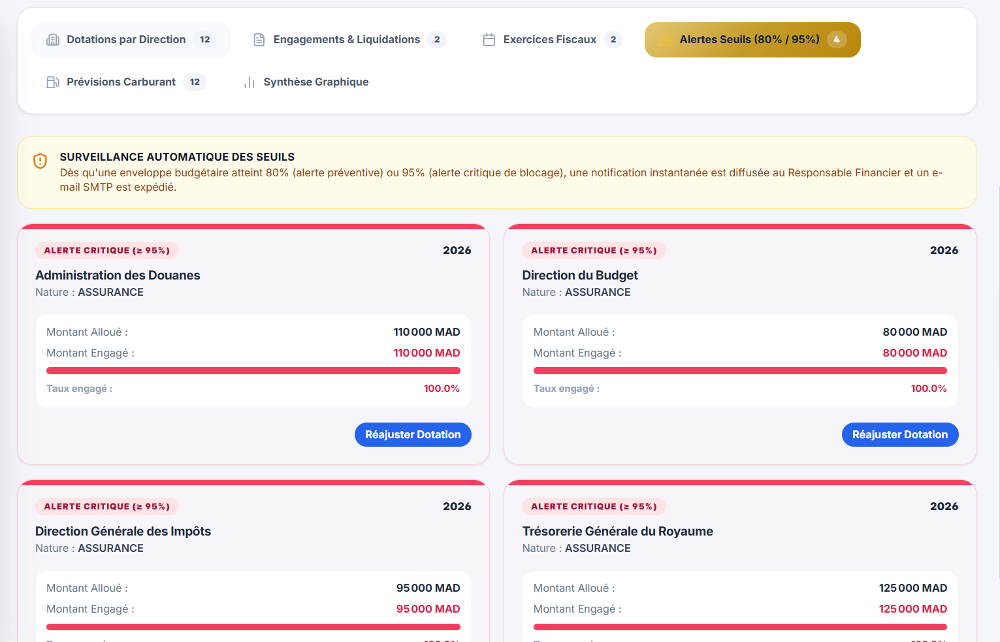 Dotations par Direction 12
Engagements & Liquidations 2
Exercices Fiscaux 2
Alertes Seuils (80% / 95%) 4
Prévisions Carburant 12
Synthèse Graphique
SURVEILLANCE AUTOMATIQUE DES SEUILS
Dès qu'une enveloppe budgétaire atteint 80% (alerte préventive) ou 95% (alerte critique de blocage), une notification instantanée est diffusée au Responsable Financier et un e-
mail SMTP est expédié.
ALERTE CRITIQUE (≥ 95%) 2026
Administration des Douanes
Nature : ASSURANCE
Montant Alloué : 110 000 MAD
Montant Engagé : 110 000 MAD
Taux engagé : 100.0%
Réajuster Dotation
ALERTE CRITIQUE (≥ 95%) 2026
Direction du Budget
Nature : ASSURANCE
Montant Alloué : 80 000 MAD
Montant Engagé : 80 000 MAD
Taux engagé : 100.0%
Réajuster Dotation
ALERTE CRITIQUE (≥ 95%) 2026
Direction Générale des Impôts
Nature : ASSURANCE
Montant Alloué : 95 000 MAD
Montant Engagé : 95 000 MAD
ALERTE CRITIQUE (≥ 95%) 2026
Trésorerie Générale du Royaume
Nature : ASSURANCE
Montant Alloué : 125 000 MAD
Montant Engagé : 125 000 MAD